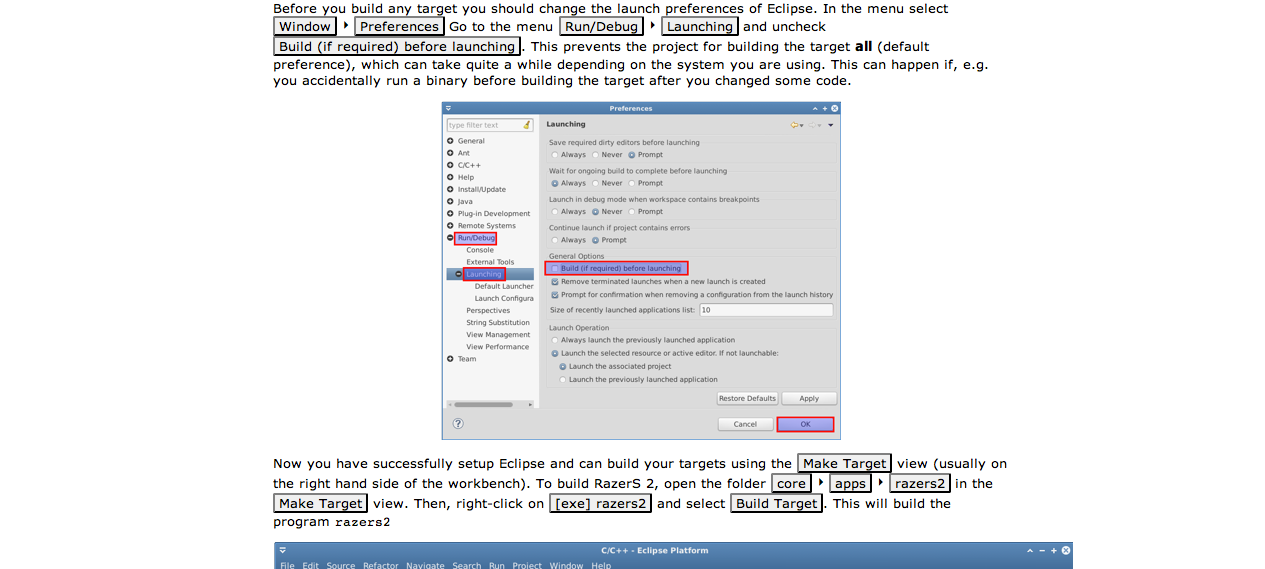 Before you build any target you should change the launch preferences of Eclipse. In the menu select
Window Preferences Go to the menu Run/Debug Launching and uncheck
Build (if required) before launching . This prevents the project for building the target all (default
preference), which can take quite a while depending on the system you are using. This can happen if, e.g.
you accidentally run a binary before building the target after you changed some code.
Preferences
type filter text
General
Ant
C/C++
Help
Install/Update
Java
Plug-in Development
Remote Systems
Run/Debug
Console
External Tools
Launching
Default Launcher
Launch Configura
Perspectives
String Substitution
View Management
View Performance
Team
Launching
Save required dirty editors before launching
Always Never Prompt
Wait for ongoing build to complete before launching
Always Never Prompt
Launch in debug mode when workspace contains breakpoints
Always Never Prompt
Continue launch if project contains errors
Always Prompt
General Options
Build (if required) before launching
Remove terminated launches when a new launch is created
Prompt for confirmation when removing a configuration from the launch history
Size of recently launched applications list: 10
Launch Operation
Always launch the previously launched application
Launch the selected resource or active editor. If not launchable:
Launch the associated project
Launch the previously launched application
Restore Defaults Apply
? Cancel OK
Now you have successfully setup Eclipse and can build your targets using the Make Target view (usually on
the right hand side of the workbench). To build RazerS 2, open the folder core apps razers2 in the
Make Target view. Then, right-click on [exe] razers2 and select Build Target . This will build the
program razers2
C/C++ - Eclipse Platform
File Edit Source Refactor Navigate Search Run Project Window Help